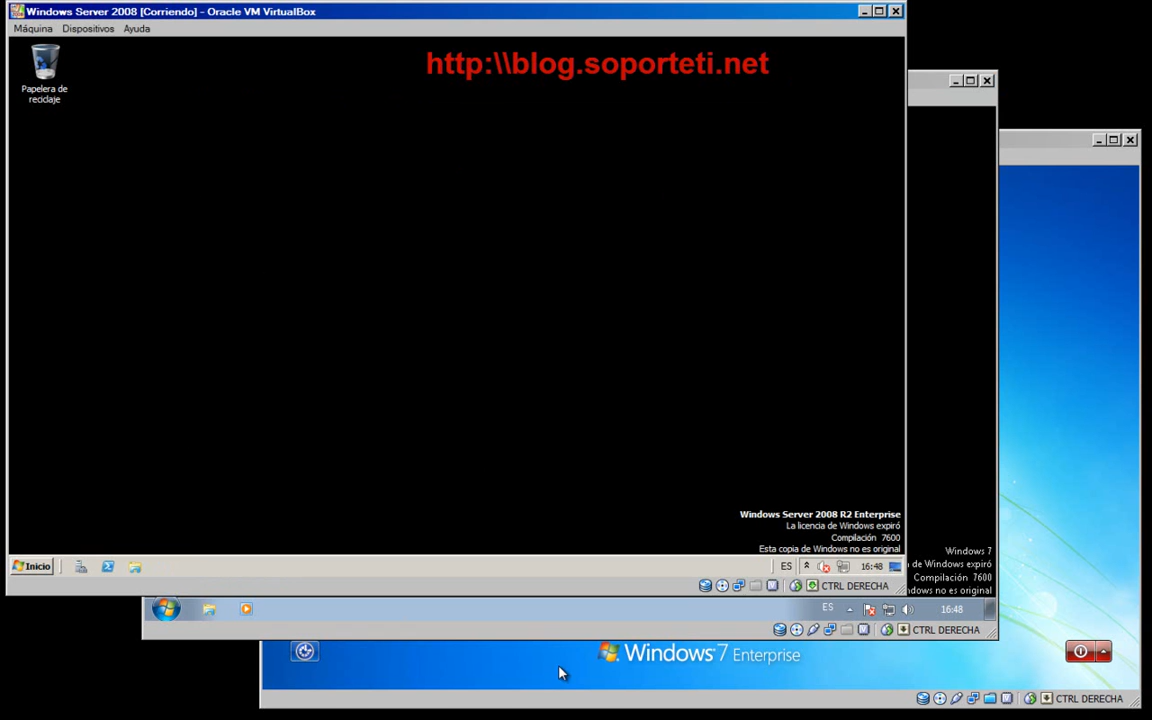 Windows Server 2008 [Corriendo] - Oracle VM VirtualBox
Máquina Dispositivos Ayuda
http:\\blog.soporteti.net
Papelera de
reciclaje
Windows Server 2008 R2 Enterprise
La licencia de Windows expiró
Compilación 7600
Esta copia de Windows no es original
Inicio
ES
16:48
CTRL DERECHA
Windows 7
de Windows expiró
Compilación 7600
ndows no es original
ES
16:48
CTRL DERECHA
Windows 7 Enterprise
CTRL DERECHA